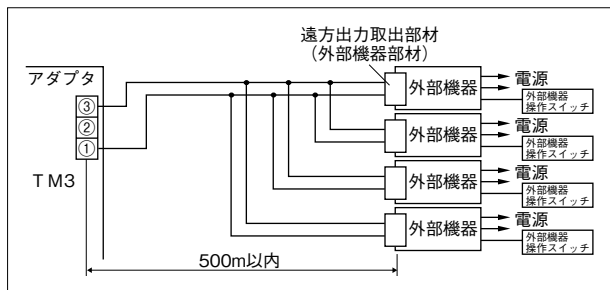 遠方出力取出部材
（外部機器部材）
アダプタ
③
②
①
TM3
外部機器
電源
外部機器
操作スイッチ
外部機器
電源
外部機器
操作スイッチ
外部機器
電源
外部機器
操作スイッチ
外部機器
電源
外部機器
操作スイッチ
500m以内